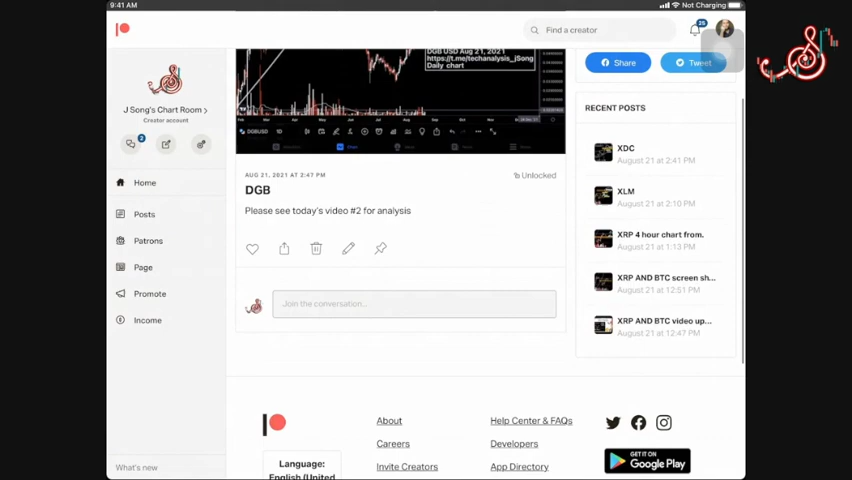 9:41 AM
Not Charging
Find a creator
25
DGB USD Aug 21, 2021
https://t.me/techanalysis_jSong
Daily chart
Share
Tweet
J Song's Chart Room >
Creator account
2
RECENT POSTS
XDC
August 21 at 2:41 PM
XLM
August 21 at 2:10 PM
XRP 4 hour chart from.
August 21 at 1:13 PM
XRP AND BTC screen sh...
August 21 at 12:51 PM
XRP AND BTC video up...
August 21 at 12:47 PM
Home
Posts
Patrons
Page
Promote
Income
What's new
DGBUSD
Chart
AUG 21, 2021 AT 2:47 PM
Unlocked
DGB
Please see today's video #2 for analysis
Join the conversation...
About
Careers
Invite Creators
Help Center & FAQs
Developers
App Directory
Language:
English (United
GET IT ON
Google Play